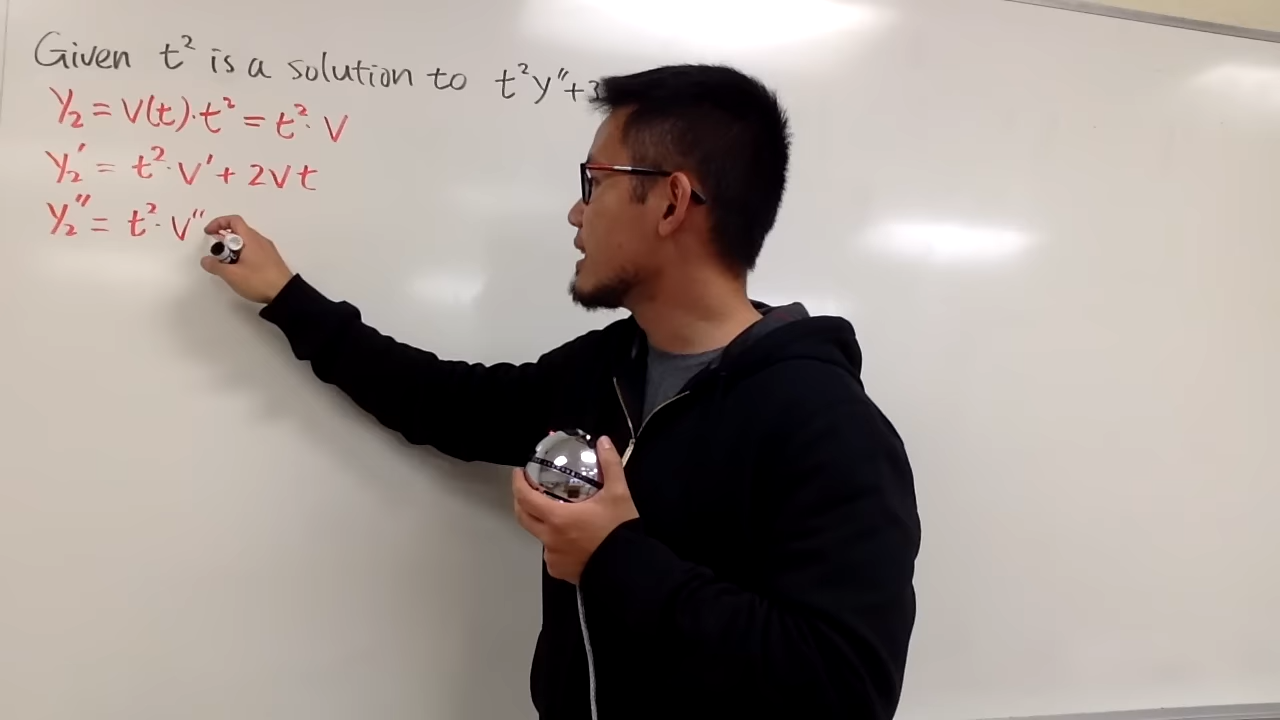 Given t² is a solution to t²y"+3
y₂ = v(t)·t² = t²·v
y₂' = t²·v' + 2vt
y₂" = t²·v"